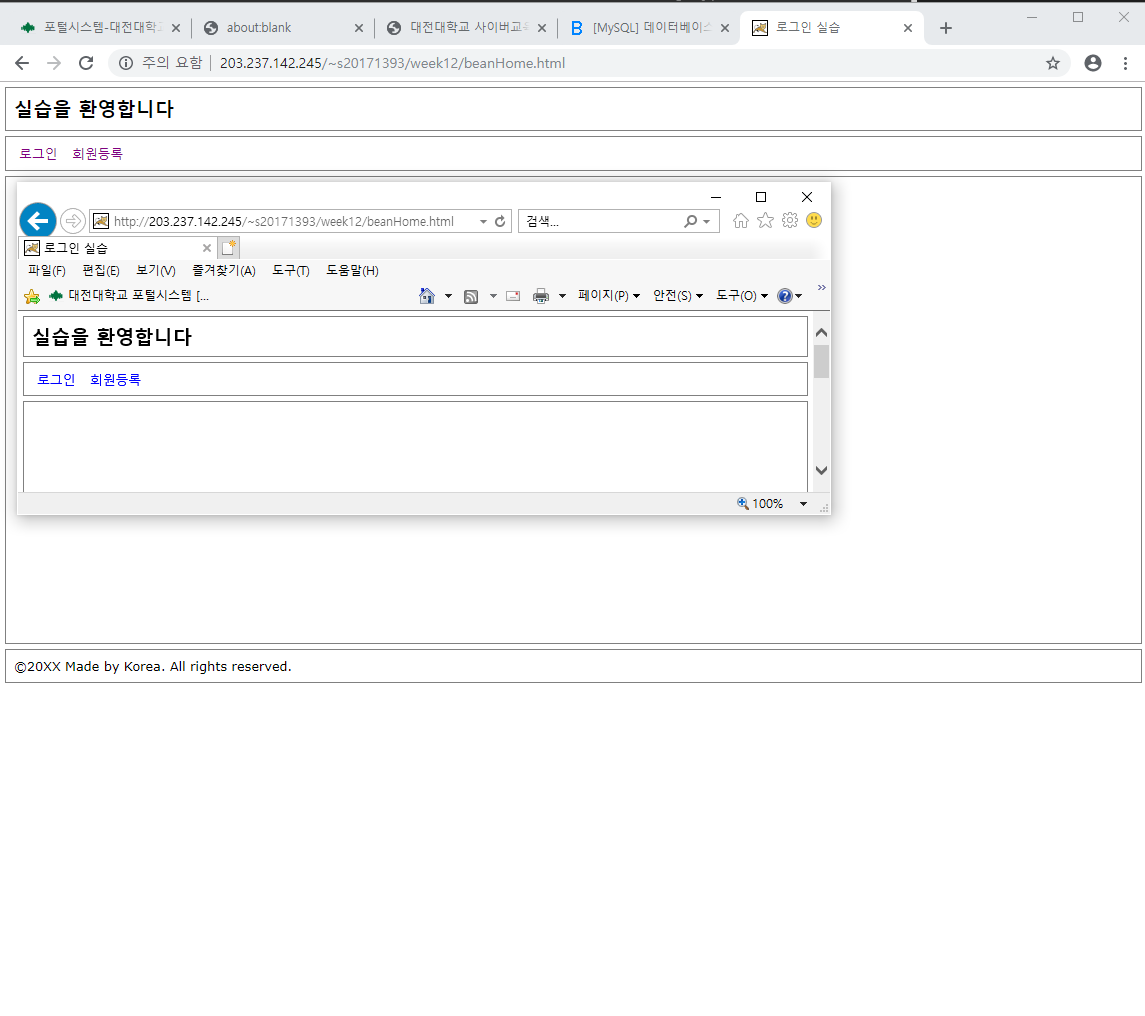 포털시스템-대전대학교
about:blank
대전대학교 사이버교육
[MySQL] 데이터베이스
로그인 실습
주의 요함 203.237.142.245/~s20171393/week12/beanHome.html
실습을 환영합니다
로그인 회원등록
http://203.237.142.245/~s20171393/week12/beanHome.html
검색...
로그인 실습
파일(F) 편집(E) 보기(V) 즐겨찾기(A) 도구(T) 도움말(H)
대전대학교 포털시스템 [... 페이지(P) 안전(S) 도구(O) »
실습을 환영합니다
로그인 회원등록
100%
©20XX Made by Korea. All rights reserved.